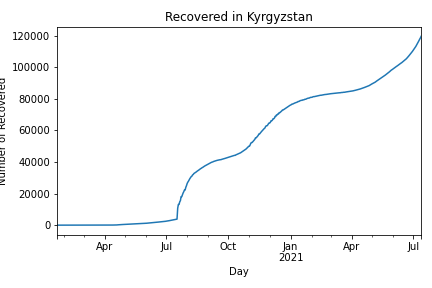 Recovered in Kyrgyzstan
120000
100000
80000
60000
40000
20000
0
Number of Recovered
Apr Jul Oct Jan Apr Jul
2021
Day